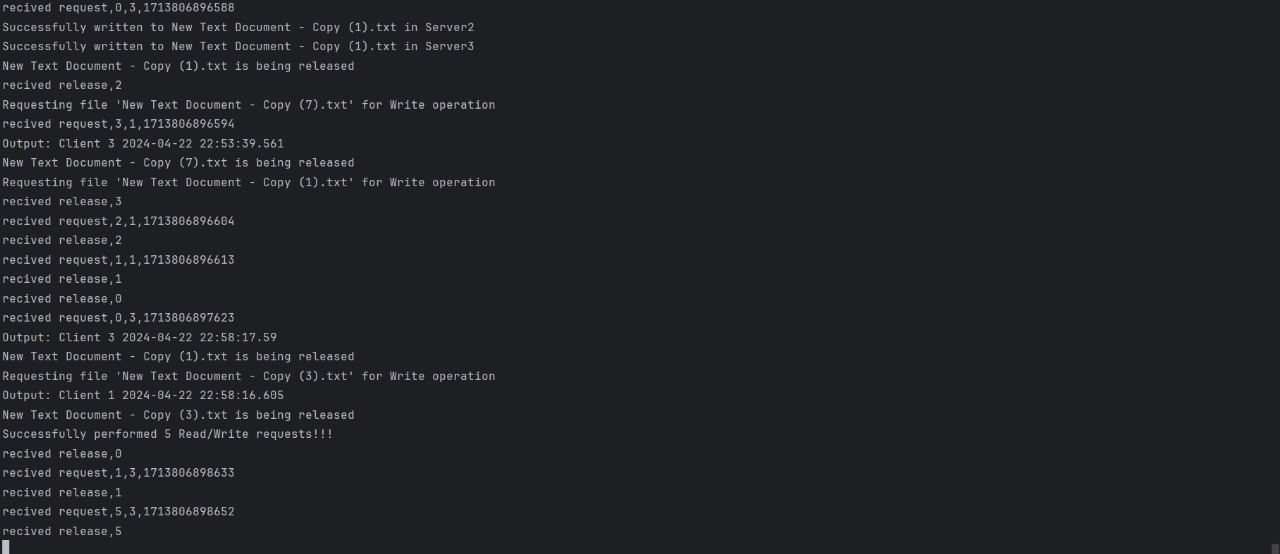 recived request,0,3,1713806896588
Successfully written to New Text Document - Copy (1).txt in Server2
Successfully written to New Text Document - Copy (1).txt in Server3
New Text Document - Copy (1).txt is being released
recived release,2
Requesting file 'New Text Document - Copy (7).txt' for Write operation
recived request,3,1,1713806896594
Output: Client 3 2024-04-22 22:53:39.561
New Text Document - Copy (7).txt is being released
Requesting file 'New Text Document - Copy (1).txt' for Write operation
recived release,3
recived request,2,1,1713806896604
recived release,2
recived request,1,1,1713806896613
recived release,1
recived release,0
recived request,0,3,1713806897623
Output: Client 3 2024-04-22 22:58:17.59
New Text Document - Copy (1).txt is being released
Requesting file 'New Text Document - Copy (3).txt' for Write operation
Output: Client 1 2024-04-22 22:58:16.605
New Text Document - Copy (3).txt is being released
Successfully performed 5 Read/Write requests!!!
recived release,0
recived request,1,3,1713806898633
recived release,1
recived request,5,3,1713806898652
recived release,5